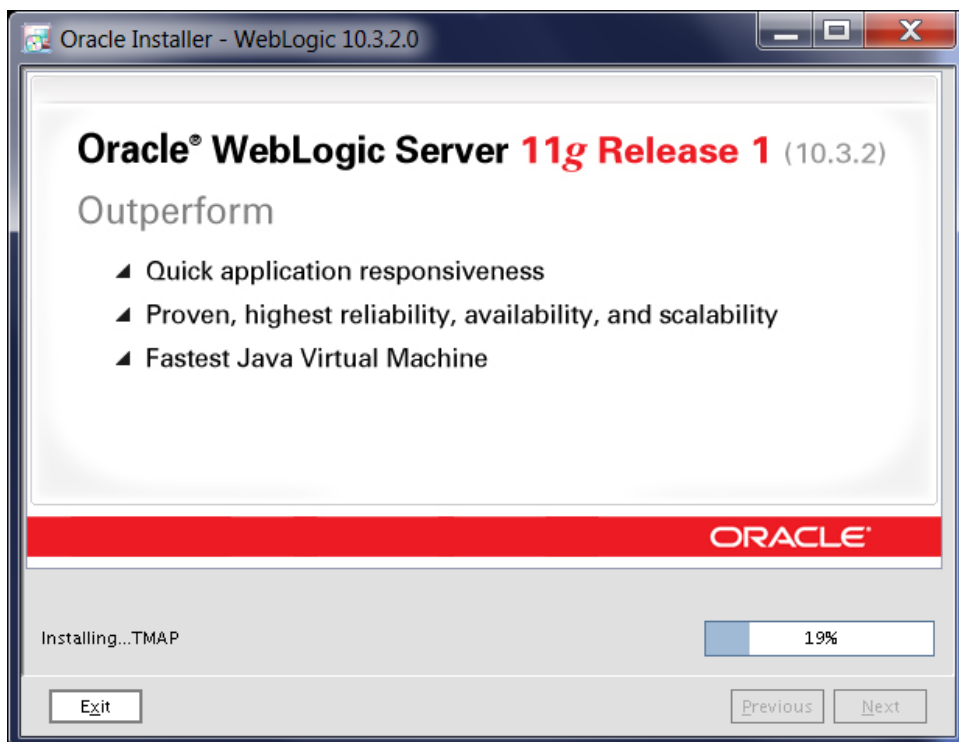 Oracle Installer - WebLogic 10.3.2.0
Oracle® WebLogic Server 11g Release 1 (10.3.2)
Outperform
Quick application responsiveness
Proven, highest reliability, availability, and scalability
Fastest Java Virtual Machine
ORACLE®
Installing...TMAP 19%
Exit Previous Next